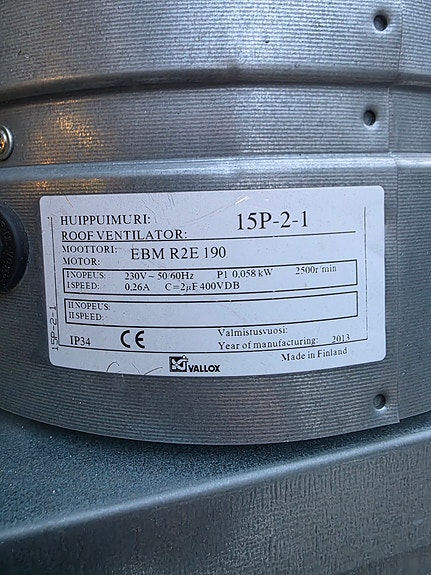 HUIPPUIMURI:
ROOF VENTILATOR: 15P-2-1
MOOTTORI:
MOTOR: EBM R2E 190
I NOPEUS: 230V~ 50/60Hz P1 0,058 kW 2500r/min
I SPEED: 0.26A C=2µF 400VDB
II NOPEUS:
II SPEED:
15P-2-1
IP34 CE
Valmistusvuosi:
Year of manufacturing: 2013
Made in Finland
VALLOX